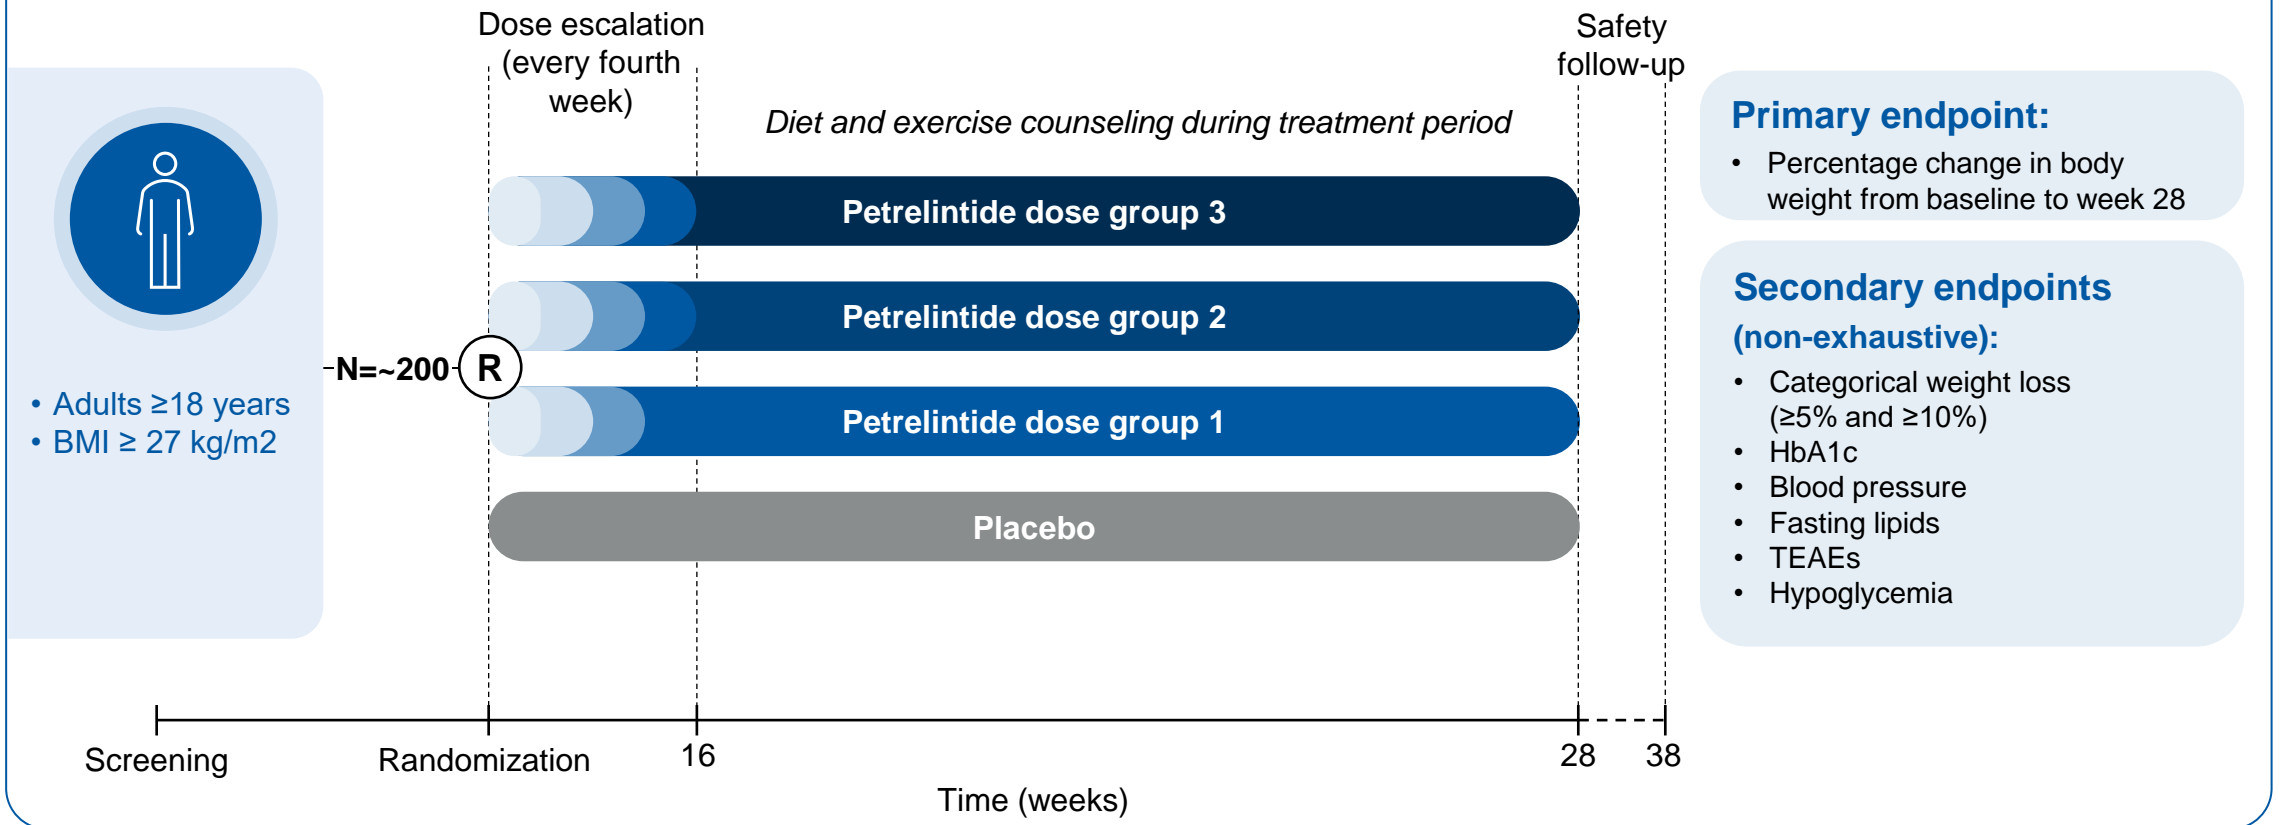 Dose escalation
(every fourth
week)
Safety
follow-up
Diet and exercise counseling during treatment period
• Adults ≥18 years
• BMI ≥ 27 kg/m2
N=~200
R
Petrelintide dose group 3
Petrelintide dose group 2
Petrelintide dose group 1
Placebo
Primary endpoint:
• Percentage change in body
weight from baseline to week 28
Secondary endpoints
(non-exhaustive):
• Categorical weight loss
(≥5% and ≥10%)
• HbA1c
• Blood pressure
• Fasting lipids
• TEAEs
• Hypoglycemia
Screening
Randomization
16
28
38
Time (weeks)